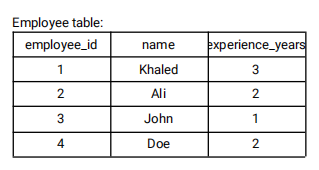 Employee table:
employee_id name experience_years
1 Khaled 3
2 Ali 2
3 John 1
4 Doe 2